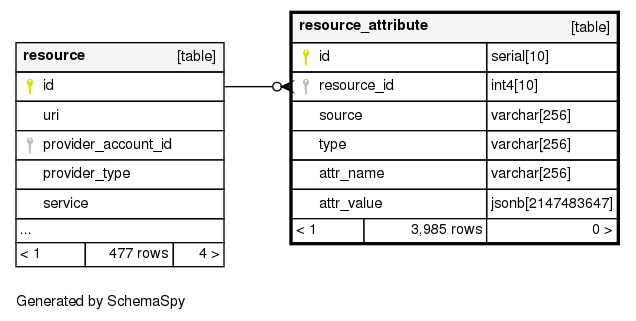 resource [table]
id
uri
provider_account_id
provider_type
service
...
< 1 477 rows 4 >
resource_attribute [table]
id serial[10]
resource_id int4[10]
source varchar[256]
type varchar[256]
attr_name varchar[256]
attr_value jsonb[2147483647]
< 1 3,985 rows 0 >
Generated by SchemaSpy